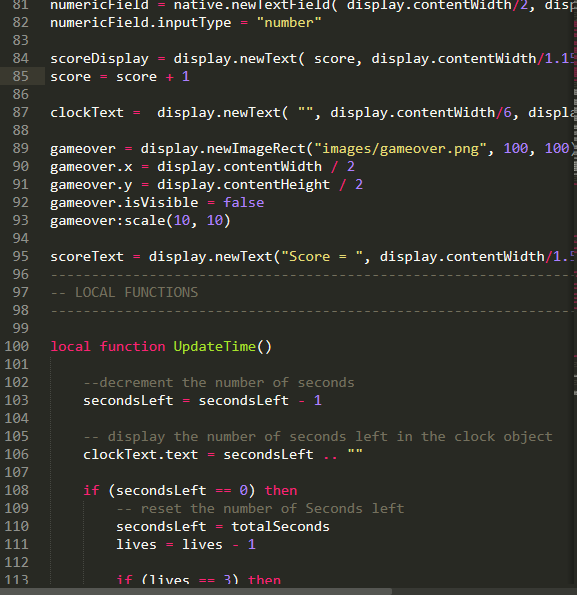 81 numericField = native.newTextField( display.contentWidth/2, disp
82 numericField.inputType = "number"
83
84 scoreDisplay = display.newText( score, display.contentWidth/1.15
85 score = score + 1
86
87 clockText =  display.newText( "", display.contentWidth/6, displa
88
89 gameover = display.newImageRect("images/gameover.png", 100, 100)
90 gameover.x = display.contentWidth / 2
91 gameover.y = display.contentHeight / 2
92 gameover.isVisible = false
93 gameover:scale(10, 10)
94
95 scoreText = display.newText("Score = ", display.contentWidth/1.5
96 ----------------------------------------------------------------
97 -- LOCAL FUNCTIONS
98 ----------------------------------------------------------------
99
100 local function UpdateTime()
101
102     --decrement the number of seconds
103     secondsLeft = secondsLeft - 1
104
105     -- display the number of seconds left in the clock object
106     clockText.text = secondsLeft .. ""
107
108     if (secondsLeft == 0) then
109         -- reset the number of Seconds left
110         secondsLeft = totalSeconds
111         lives = lives - 1
112
113         if (lives == 3) then